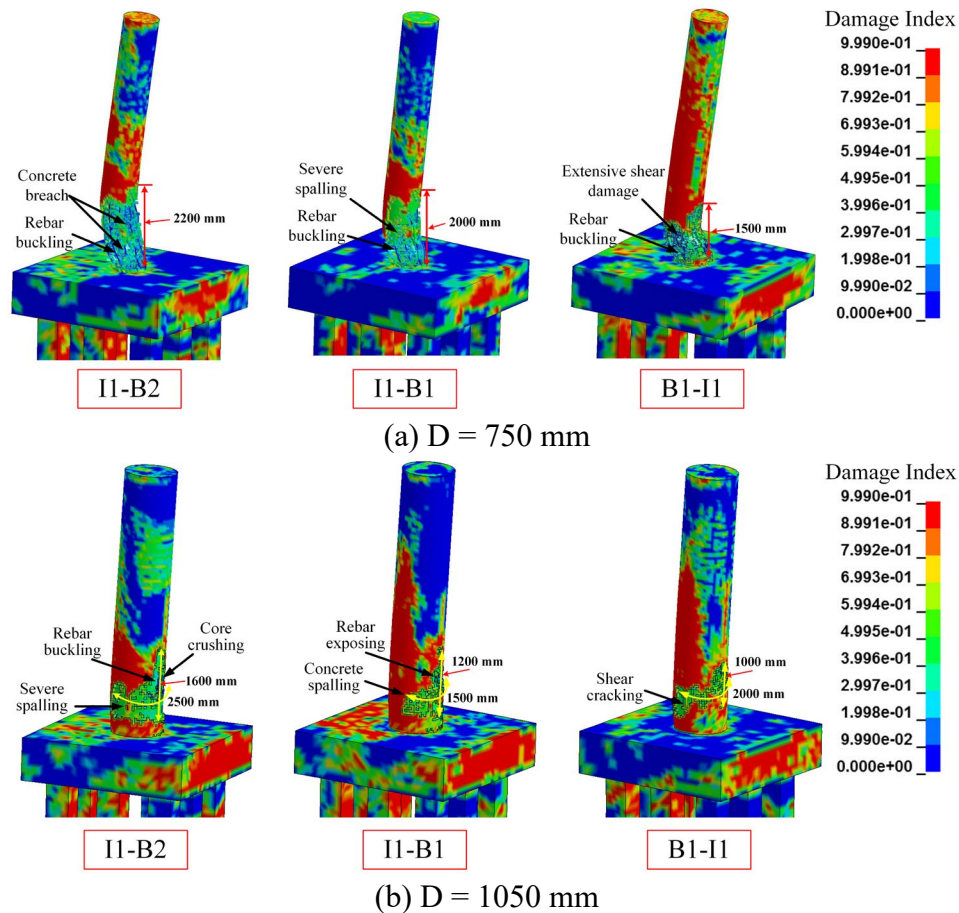 Damage Index
9.990e-01
8.991e-01
7.992e-01
6.993e-01
5.994e-01
4.995e-01
3.996e-01
2.997e-01
1.998e-01
9.990e-02
0.000e+00
Concrete
breach
Rebar
buckling
2200 mm
Severe
spalling
Rebar
buckling
2000 mm
Extensive shear
damage
Rebar
buckling
1500 mm
I1-B2
I1-B1
B1-I1
(a) D = 750 mm
Damage Index
9.990e-01
8.991e-01
7.992e-01
6.993e-01
5.994e-01
4.995e-01
3.996e-01
2.997e-01
1.998e-01
9.990e-02
0.000e+00
Rebar
buckling
Core
crushing
Severe
spalling
1600 mm
2500 mm
Rebar
exposing
Concrete
spalling
1200 mm
1500 mm
Shear
cracking
1000 mm
2000 mm
I1-B2
I1-B1
B1-I1
(b) D = 1050 mm